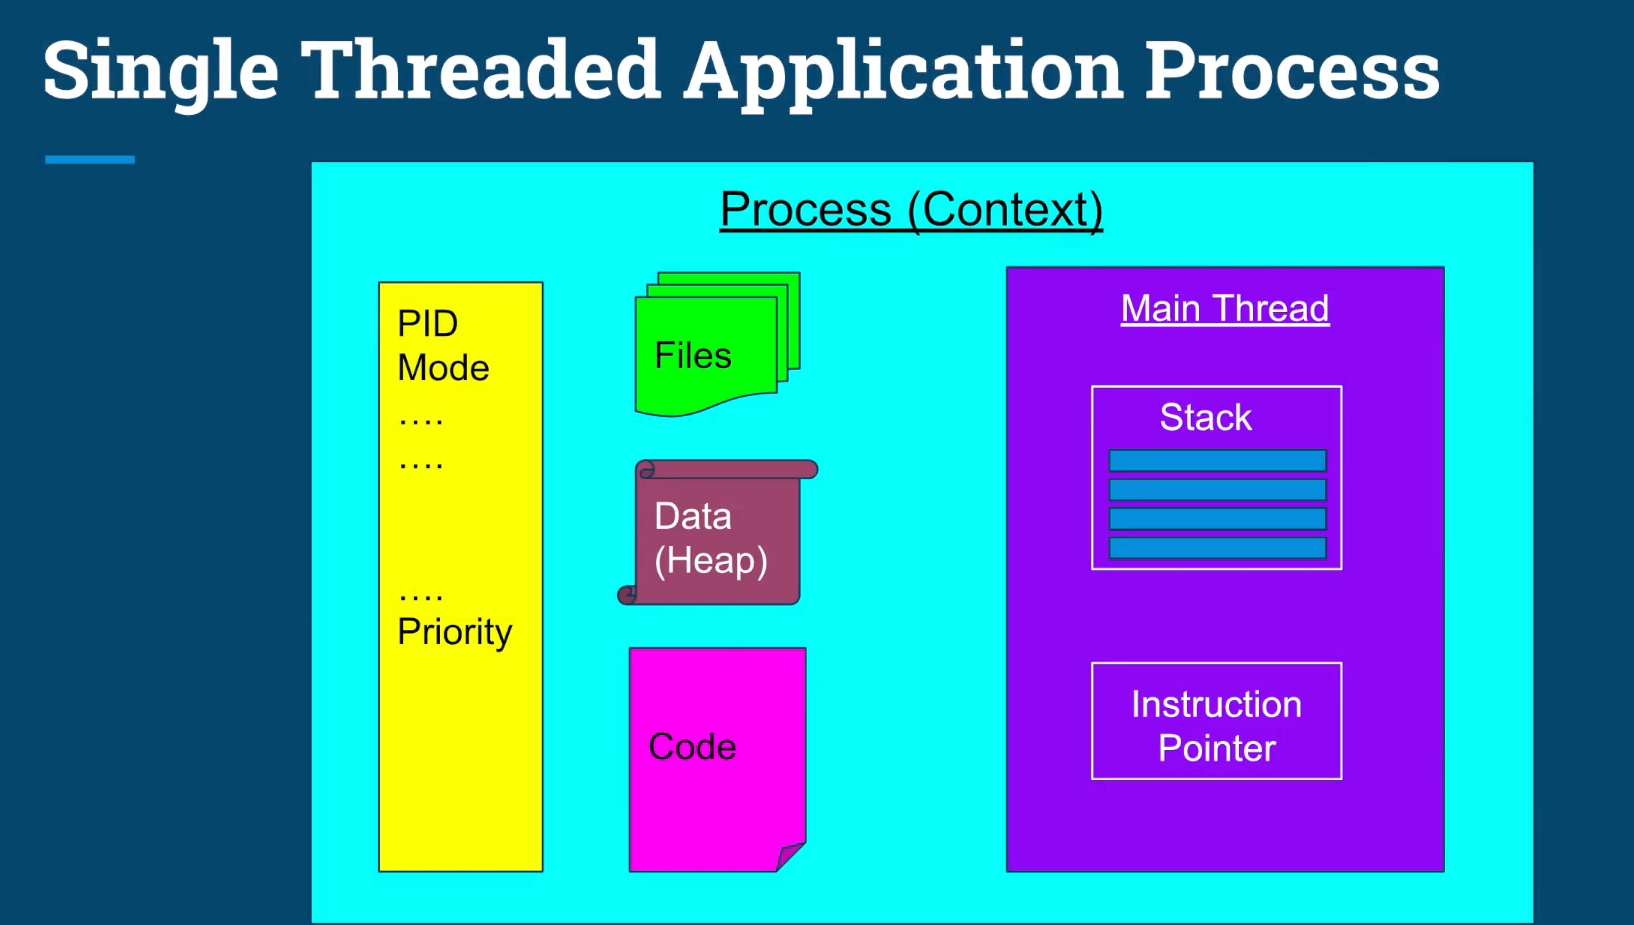 Single Threaded Application Process
Process (Context)
PID
Mode
....
....
....
Priority
Files
Data
(Heap)
Code
Main Thread
Stack
Instruction
Pointer